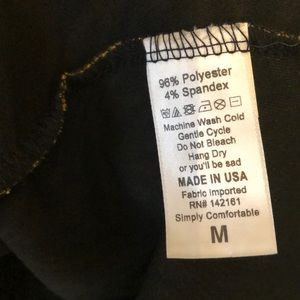 96% Polyester
4% Spandex
Machine Wash Cold
Gentle Cycle
Do Not Bleach
Hang Dry
or you'll be sad
MADE IN USA
Fabric Imported
RN# 142161
Simply Comfortable
M